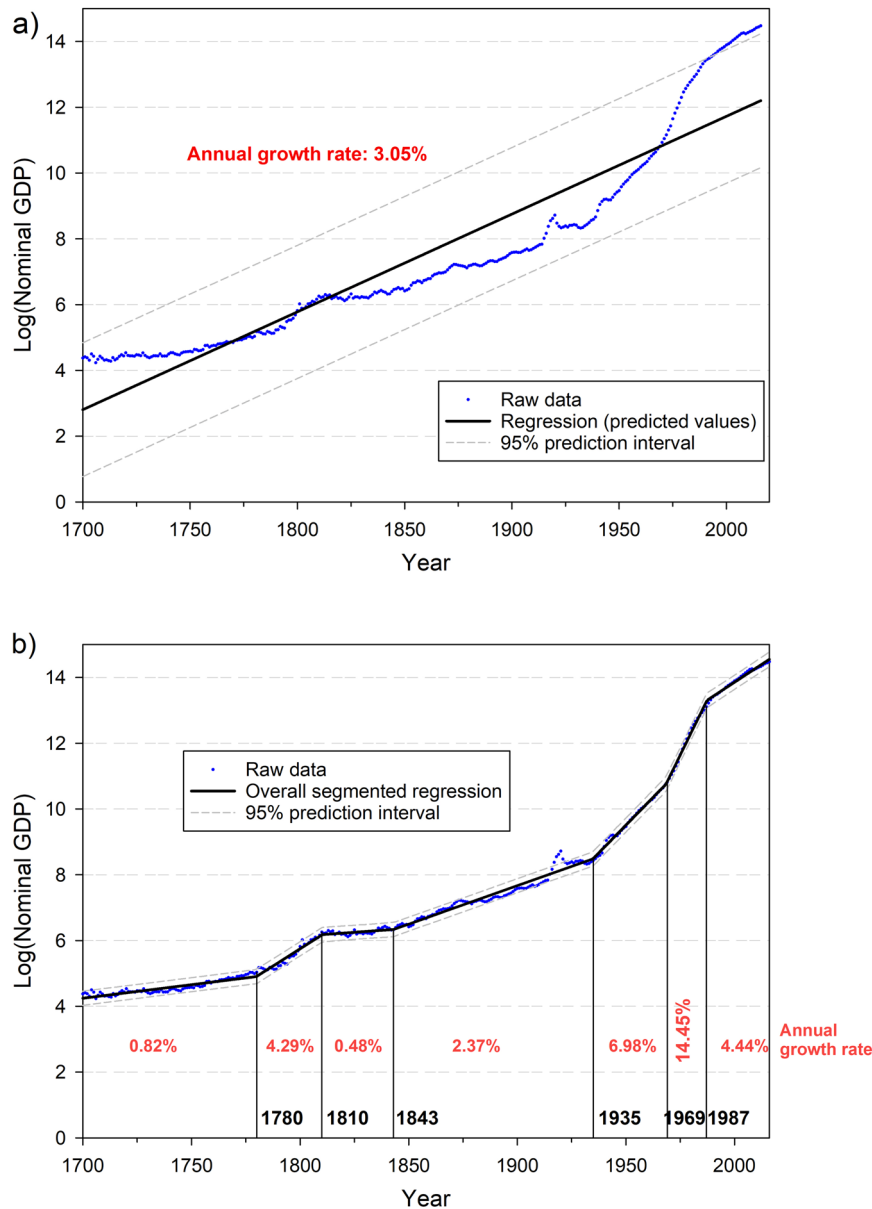 a)
14
12
10
8
6
4
2
0
Log(Nominal GDP)
Annual growth rate: 3.05%
Raw data
Regression (predicted values)
95% prediction interval
1700 1750 1800 1850 1900 1950 2000
Year
b)
14
12
10
8
6
4
2
0
Log(Nominal GDP)
Raw data
Overall segmented regression
95% prediction interval
0.82% 4.29% 0.48% 2.37% 6.98% 14.45% 4.44% Annual
growth rate
1780 1810 1843 1935 1969 1987
1700 1750 1800 1850 1900 1950 2000
Year